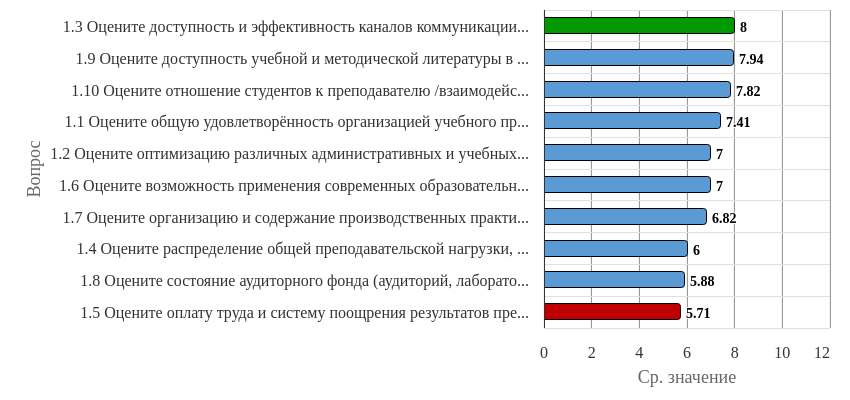 1.3 Оцените доступность и эффективность каналов коммуникации... 8
1.9 Оцените доступность учебной и методической литературы в ... 7.94
1.10 Оцените отношение студентов к преподавателю /взаимодейс... 7.82
1.1 Оцените общую удовлетворённость организацией учебного пр... 7.41
1.2 Оцените оптимизацию различных административных и учебных... 7
1.6 Оцените возможность применения современных образовательн... 7
1.7 Оцените организацию и содержание производственных практи... 6.82
1.4 Оцените распределение общей преподавательской нагрузки, ... 6
1.8 Оцените состояние аудиторного фонда (аудиторий, лаборато... 5.88
1.5 Оцените оплату труда и систему поощрения результатов пре... 5.71
Вопрос
0 2 4 6 8 10 12
Ср. значение